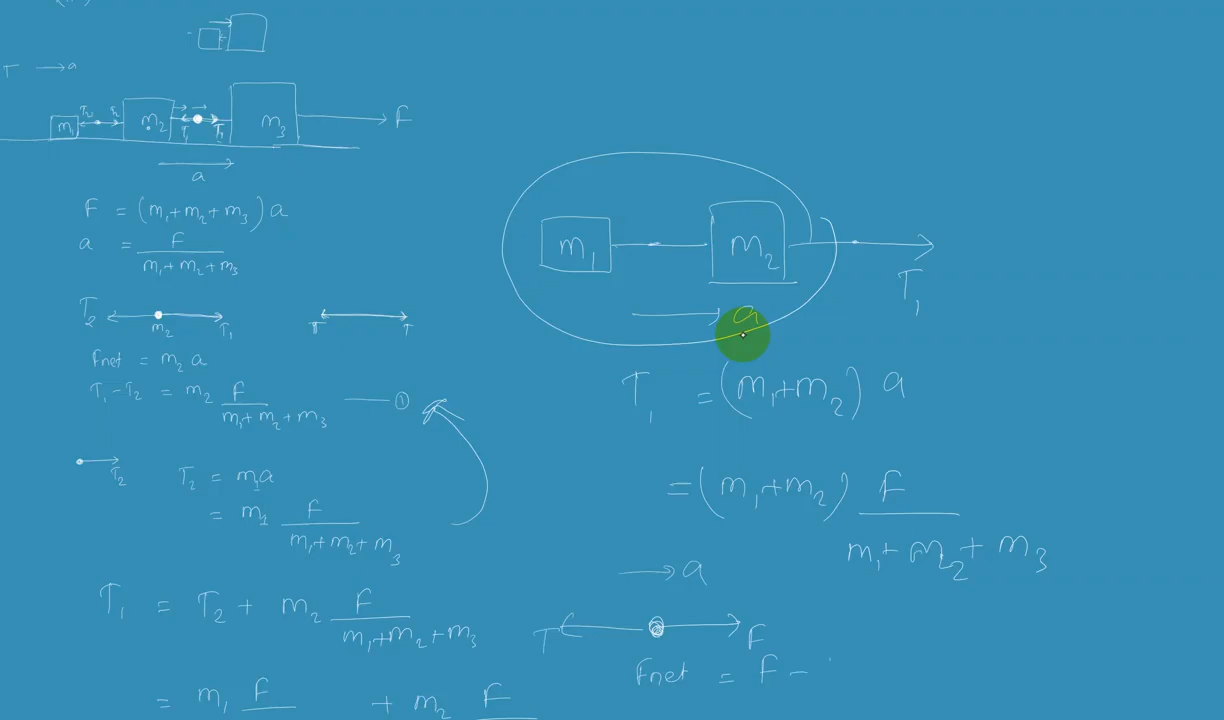 T → a
m₁ T₂ T₂ m₂ T₁ T₁ m₃ F
a
F = (m₁+m₂+m₃) a
a = F / (m₁+m₂+m₃)
T₂ m₂ T₁
T T
Fnet = m₂ a
T₁-T₂ = m₂ F / (m₁+m₂+m₃) — ①
T₂
T₂ = m₁a
= m₁ F / (m₁+m₂+m₃)
T₁ = T₂ + m₂ F / (m₁+m₂+m₃)
= m₁ F + m₂ F
m₁ m₂ T₁
a
T₁ = (m₁+m₂) a
= (m₁+m₂) F / (m₁+m₂+m₃)
→ a
T F
Fnet = F -